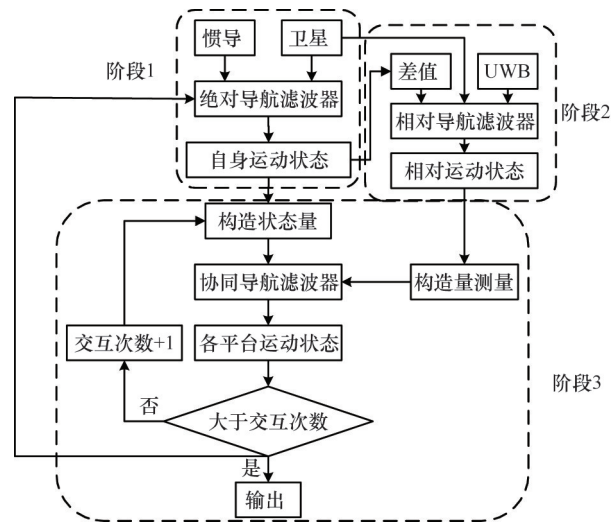 阶段1
惯导
卫星
绝对导航滤波器
自身运动状态
阶段2
差值
UWB
相对导航滤波器
相对运动状态
阶段3
构造状态量
协同导航滤波器
构造量测量
各平台运动状态
交互次数+1
否
大于交互次数
是
输出